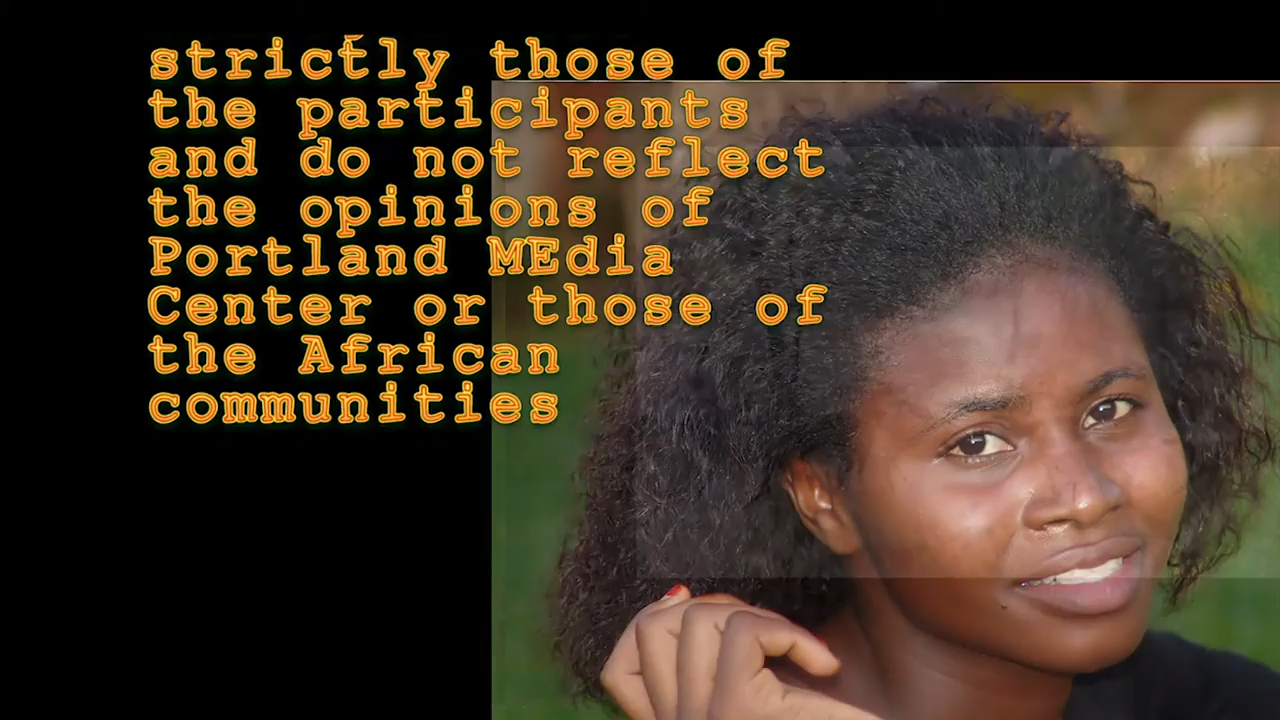 strictly those of
the participants
and do not reflect
the opinions of
Portland MEdia
Center or those of
the African
communities